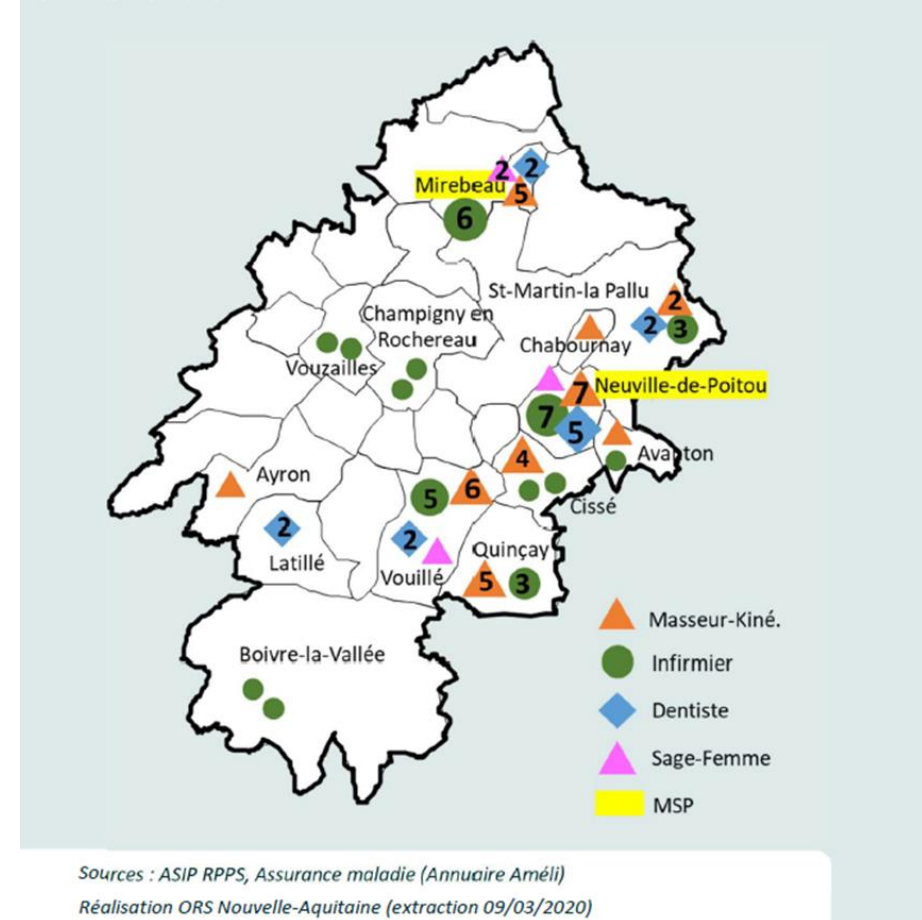 2
2
Mirebeau
5
6
St-Martin-la Pallu
2
Champigny en
Rochereau
2
3
Chabournay
Vouzailles
7
Neuville-de-Poitou
7
5
Avanton
4
Ayron
6
5
Cissé
2
2
Quinçay
Latillé
Vouillé
5
3
Masseur-Kiné.
Boivre-la-Vallée
Infirmier
Dentiste
Sage-Femme
MSP
Sources : ASIP RPPS, Assurance maladie (Annuaire Améli)
Réalisation ORS Nouvelle-Aquitaine (extraction 09/03/2020)